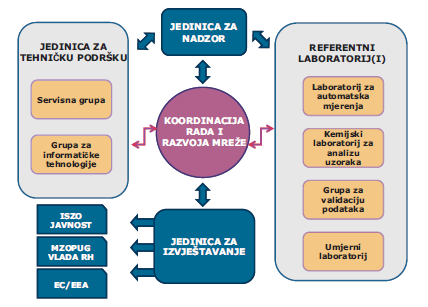 JEDINICA ZA
NADZOR
JEDINICA ZA
TEHNIČKU PODRŠKU
Servisna grupa
Grupa za
informatičke
tehnologije
KOORDINACIJA
RADA I
RAZVOJA MREŽE
REFERENTNI
LABORATORIJ(I)
Laboratorij za
automatska
mjerenja
Kemijski
laboratorij za
analizu
uzoraka
Grupa za
validaciju
podataka
Umjerni
laboratorij
ISZO
JAVNOST
MZOPUG
VLADA RH
EC/EEA
JEDINICA ZA
IZVJEŠTAVANJE